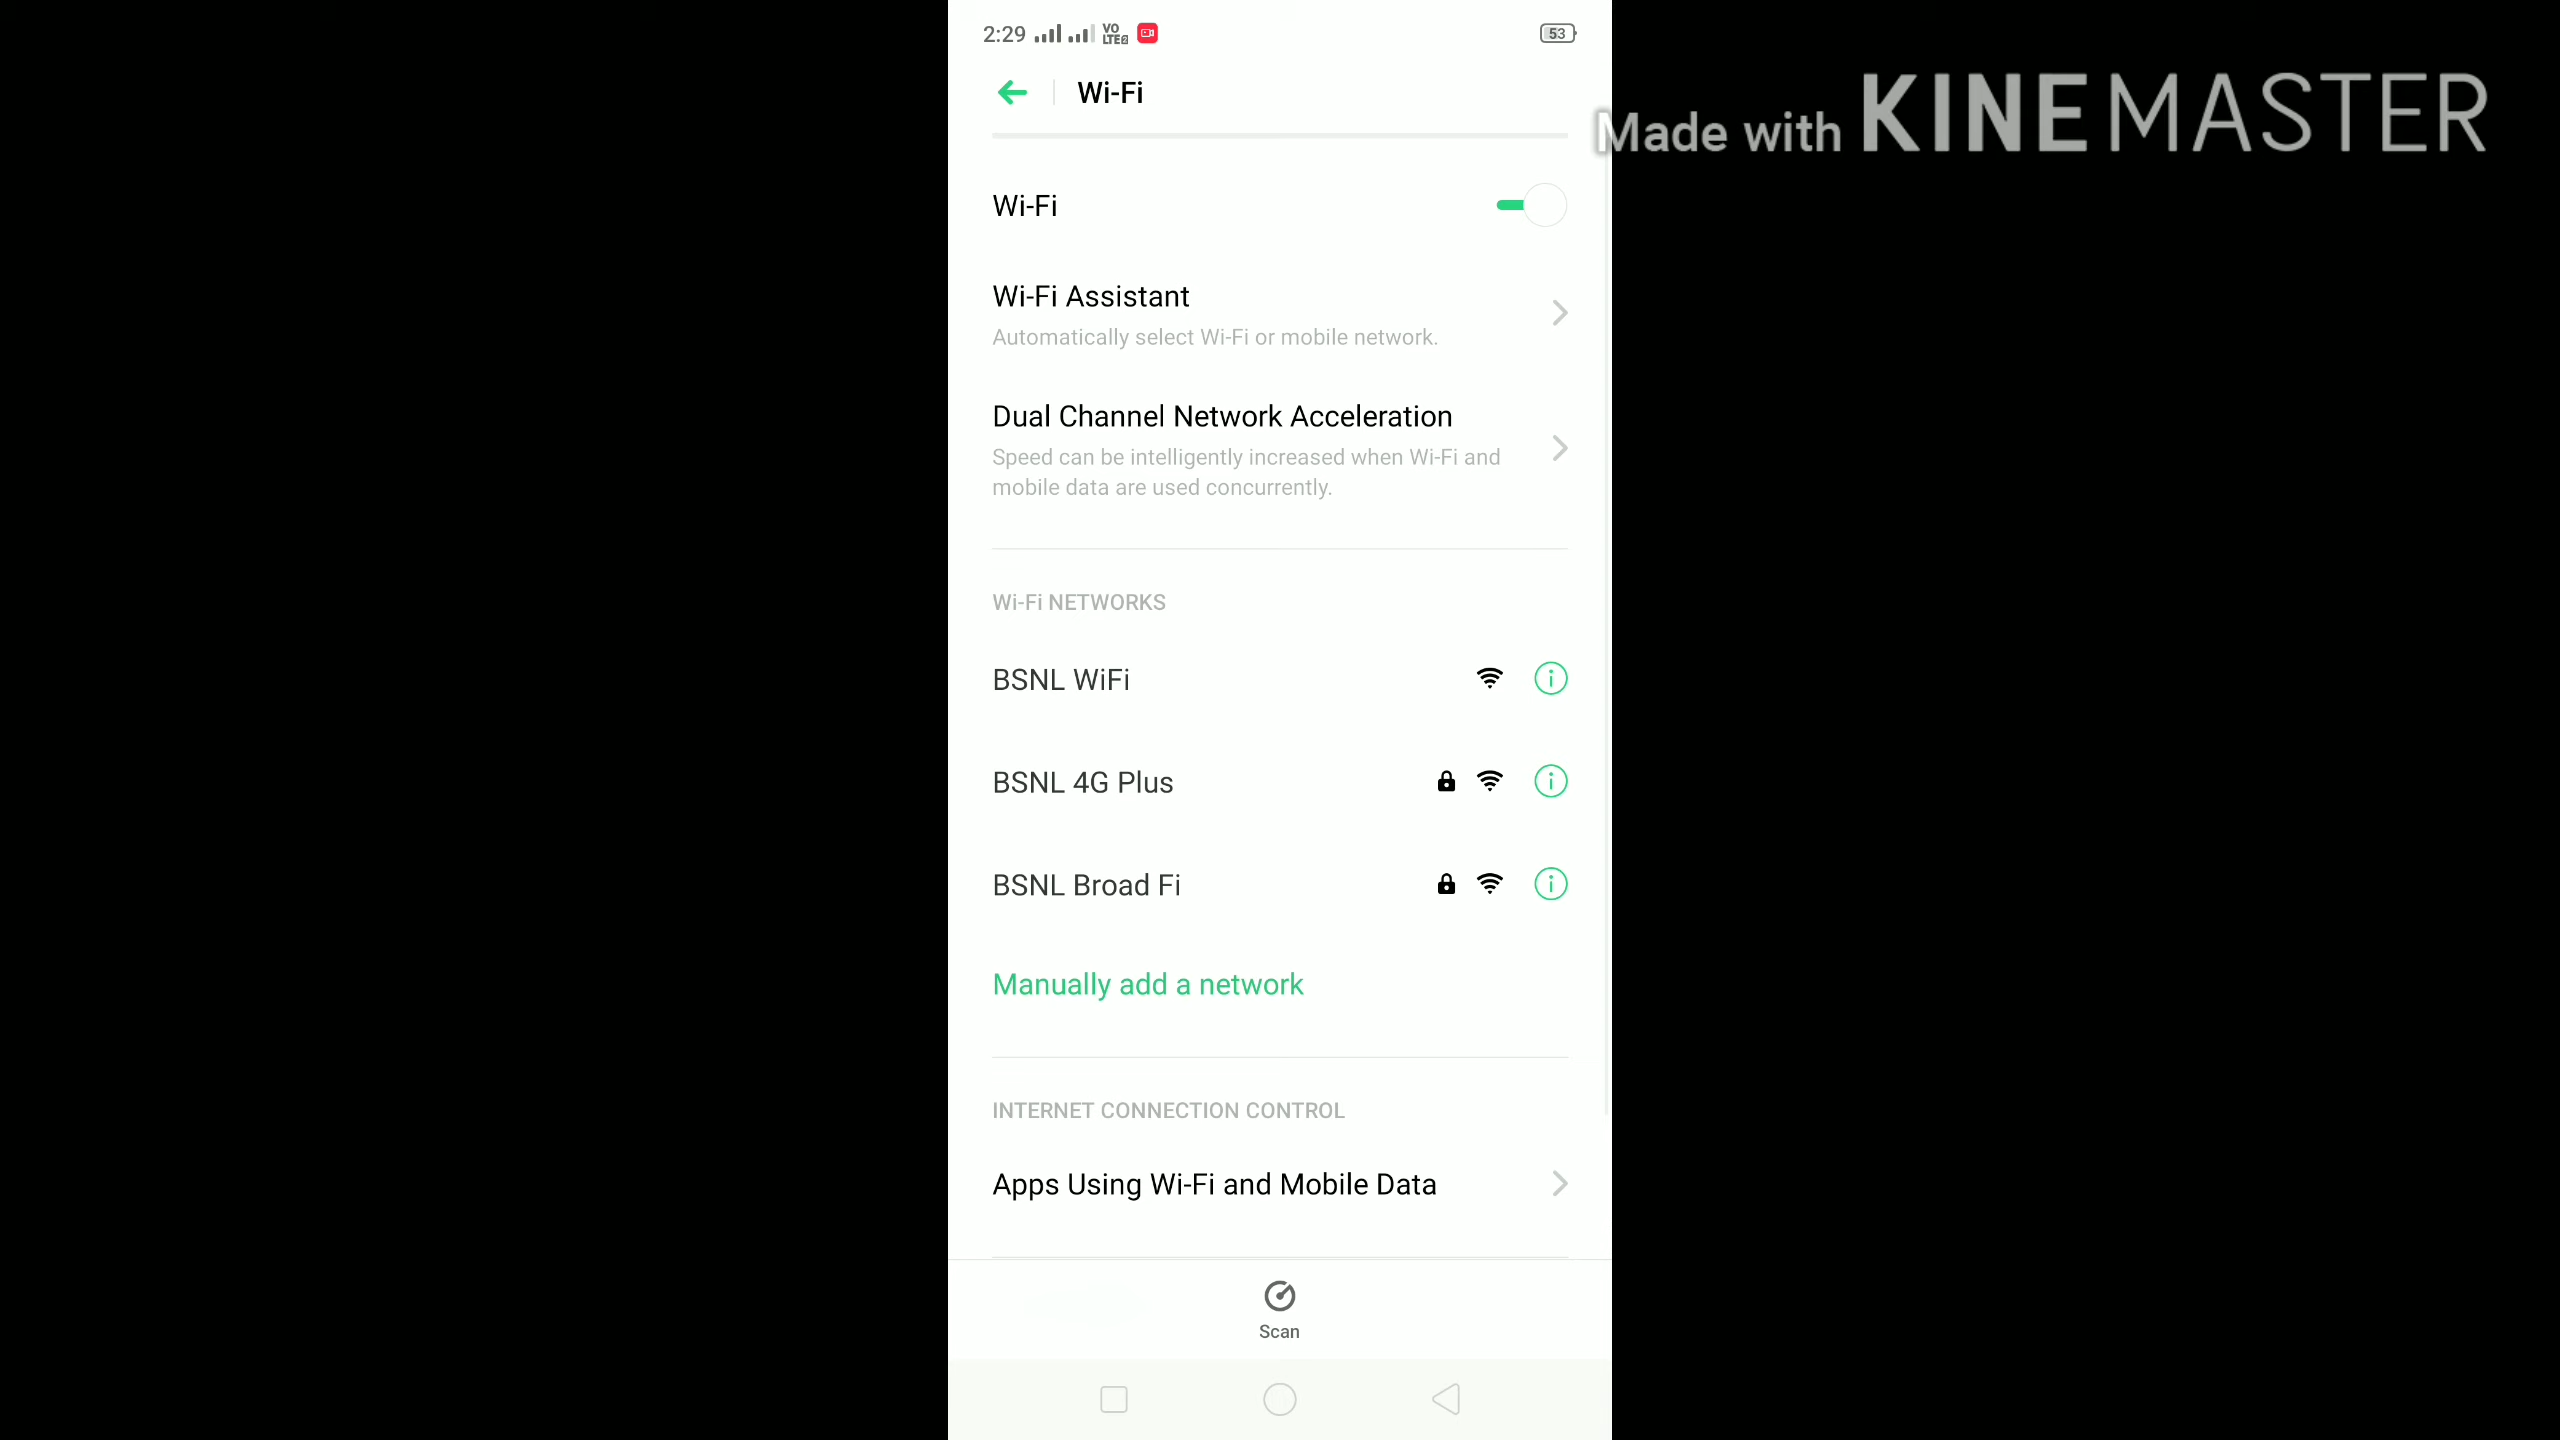 2:29 VO LTE2 53
Wi-Fi
Made with KINEMASTER
Wi-Fi
Wi-Fi Assistant
Automatically select Wi-Fi or mobile network.
Dual Channel Network Acceleration
Speed can be intelligently increased when Wi-Fi and
mobile data are used concurrently.
Wi-Fi NETWORKS
BSNL WiFi
BSNL 4G Plus
BSNL Broad Fi
Manually add a network
INTERNET CONNECTION CONTROL
Apps Using Wi-Fi and Mobile Data
Scan